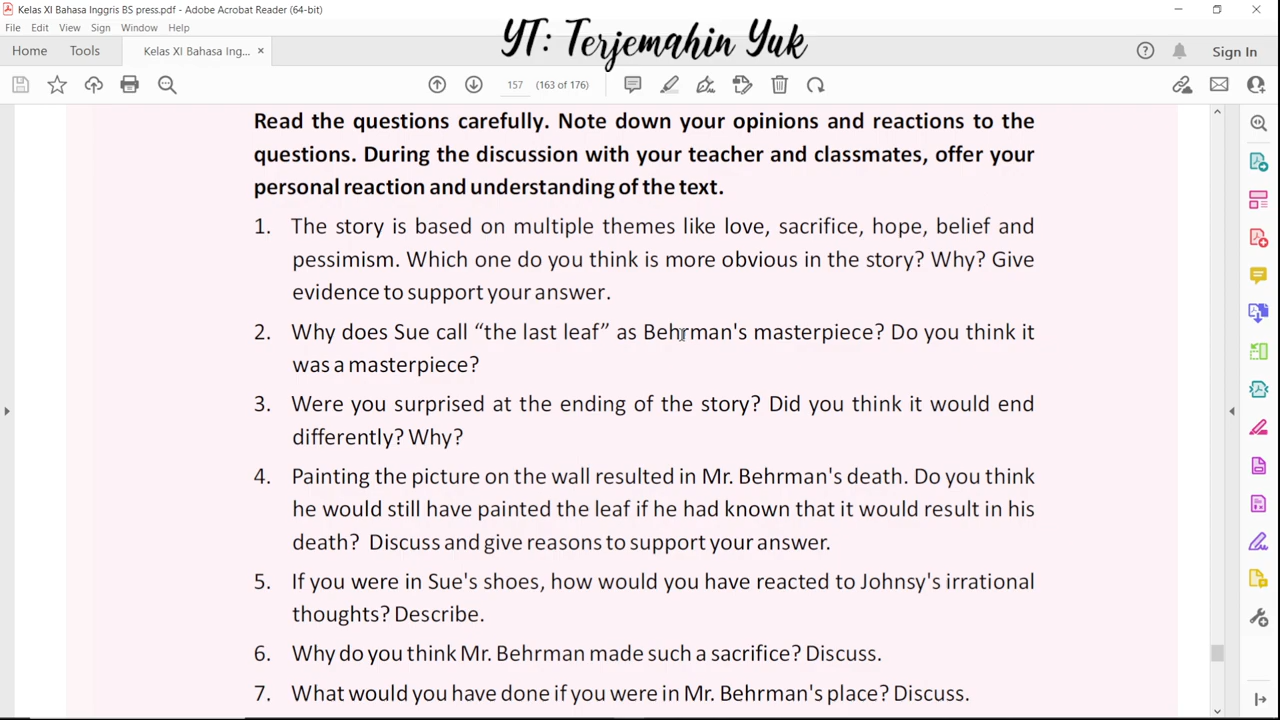 Kelas XI Bahasa Inggris BS press.pdf - Adobe Acrobat Reader (64-bit)
File Edit View Sign Window Help
YT: Terjemahin Yuk
Home Tools Kelas XI Bahasa Ing... × Sign In
157 (163 of 176)
Read the questions carefully. Note down your opinions and reactions to the
questions. During the discussion with your teacher and classmates, offer your
personal reaction and understanding of the text.
1. The story is based on multiple themes like love, sacrifice, hope, belief and
pessimism. Which one do you think is more obvious in the story? Why? Give
evidence to support your answer.
2. Why does Sue call “the last leaf” as Behrman's masterpiece? Do you think it
was a masterpiece?
3. Were you surprised at the ending of the story? Did you think it would end
differently? Why?
4. Painting the picture on the wall resulted in Mr. Behrman's death. Do you think
he would still have painted the leaf if he had known that it would result in his
death? Discuss and give reasons to support your answer.
5. If you were in Sue's shoes, how would you have reacted to Johnsy's irrational
thoughts? Describe.
6. Why do you think Mr. Behrman made such a sacrifice? Discuss.
7. What would you have done if you were in Mr. Behrman's place? Discuss.